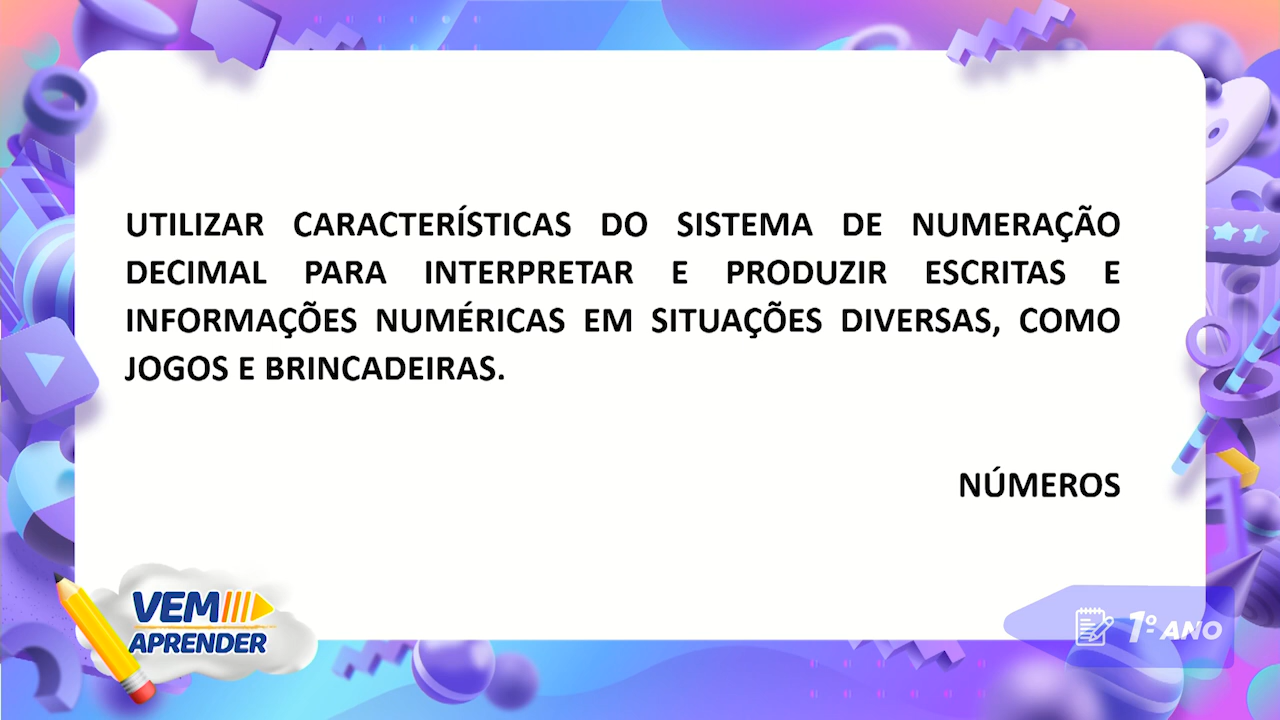 UTILIZAR CARACTERÍSTICAS DO SISTEMA DE NUMERAÇÃO
DECIMAL PARA INTERPRETAR E PRODUZIR ESCRITAS E
INFORMAÇÕES NUMÉRICAS EM SITUAÇÕES DIVERSAS, COMO
JOGOS E BRINCADEIRAS.
NÚMEROS
VEM
APRENDER
1º ANO